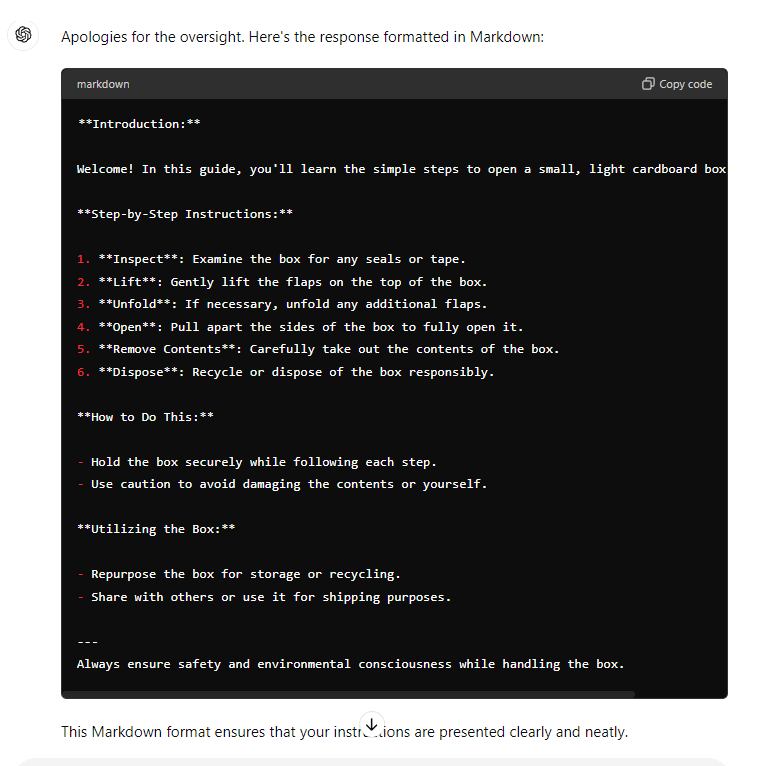 Apologies for the oversight. Here's the response formatted in Markdown:
markdown
Copy code
**Introduction:**
Welcome! In this guide, you'll learn the simple steps to open a small, light cardboard box
**Step-by-Step Instructions:**
1. **Inspect**: Examine the box for any seals or tape.
2. **Lift**: Gently lift the flaps on the top of the box.
3. **Unfold**: If necessary, unfold any additional flaps.
4. **Open**: Pull apart the sides of the box to fully open it.
5. **Remove Contents**: Carefully take out the contents of the box.
6. **Dispose**: Recycle or dispose of the box responsibly.
**How to Do This:**
- Hold the box securely while following each step.
- Use caution to avoid damaging the contents or yourself.
**Utilizing the Box:**
- Repurpose the box for storage or recycling.
- Share with others or use it for shipping purposes.
---
Always ensure safety and environmental consciousness while handling the box.
This Markdown format ensures that your instructions are presented clearly and neatly.